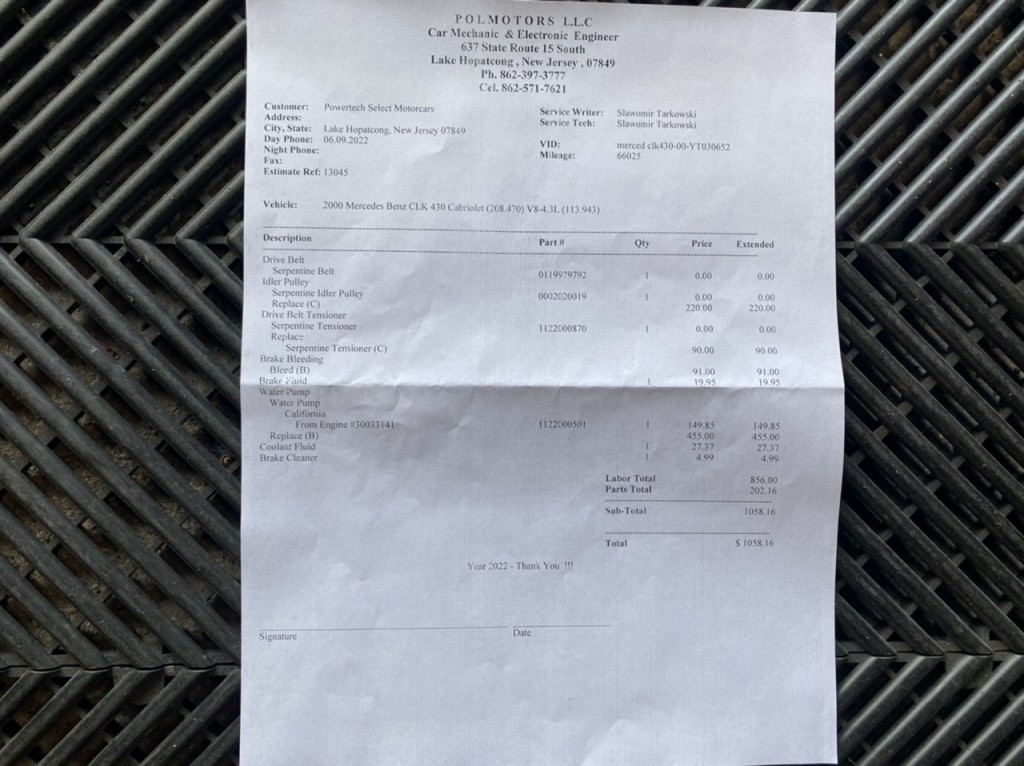 POLMOTORS L.L.C
Car Mechanic & Electronic Engineer
637 State Route 15 South
Lake Hopatcong , New Jersey , 07849
Ph. 862-397-3777
Cel. 862-571-7621
Customer: Powertech Select Motorcars
Address:
City, State: Lake Hopatcong, New Jersey 07849
Day Phone: 06.09.2022
Night Phone:
Fax:
Estimate Ref: 13045
Service Writer: Slawomir Tarkowski
Service Tech: Slawomir Tarkowski
VID: merced clk430-00-YT030652
Mileage: 66025
Vehicle: 2000 Mercedes Benz CLK 430 Cabriolet (208.470) V8-4.3L (113.943)
Description Part # Qty Price Extended
Drive Belt
Serpentine Belt 0119979792 1 0.00 0.00
Idler Pulley
Serpentine Idler Pulley 0002020019 1 0.00 0.00
Replace (C) 220.00 220.00
Drive Belt Tensioner
Serpentine Tensioner 1122000870 1 0.00 0.00
Replace
Serpentine Tensioner (C) 90.00 90.00
Brake Bleeding
Bleed (B) 91.00 91.00
Brake Fluid 1 19.95 19.95
Water Pump
Water Pump
California
From Engine #30033141 1122000501 1 149.85 149.85
Replace (B) 455.00 455.00
Coolant Fluid 1 27.37 27.37
Brake Cleaner 1 4.99 4.99
Labor Total 856.00
Parts Total 202.16
Sub-Total 1058.16
Total $ 1058.16
Year 2022 - Thank You !!!
Signature Date